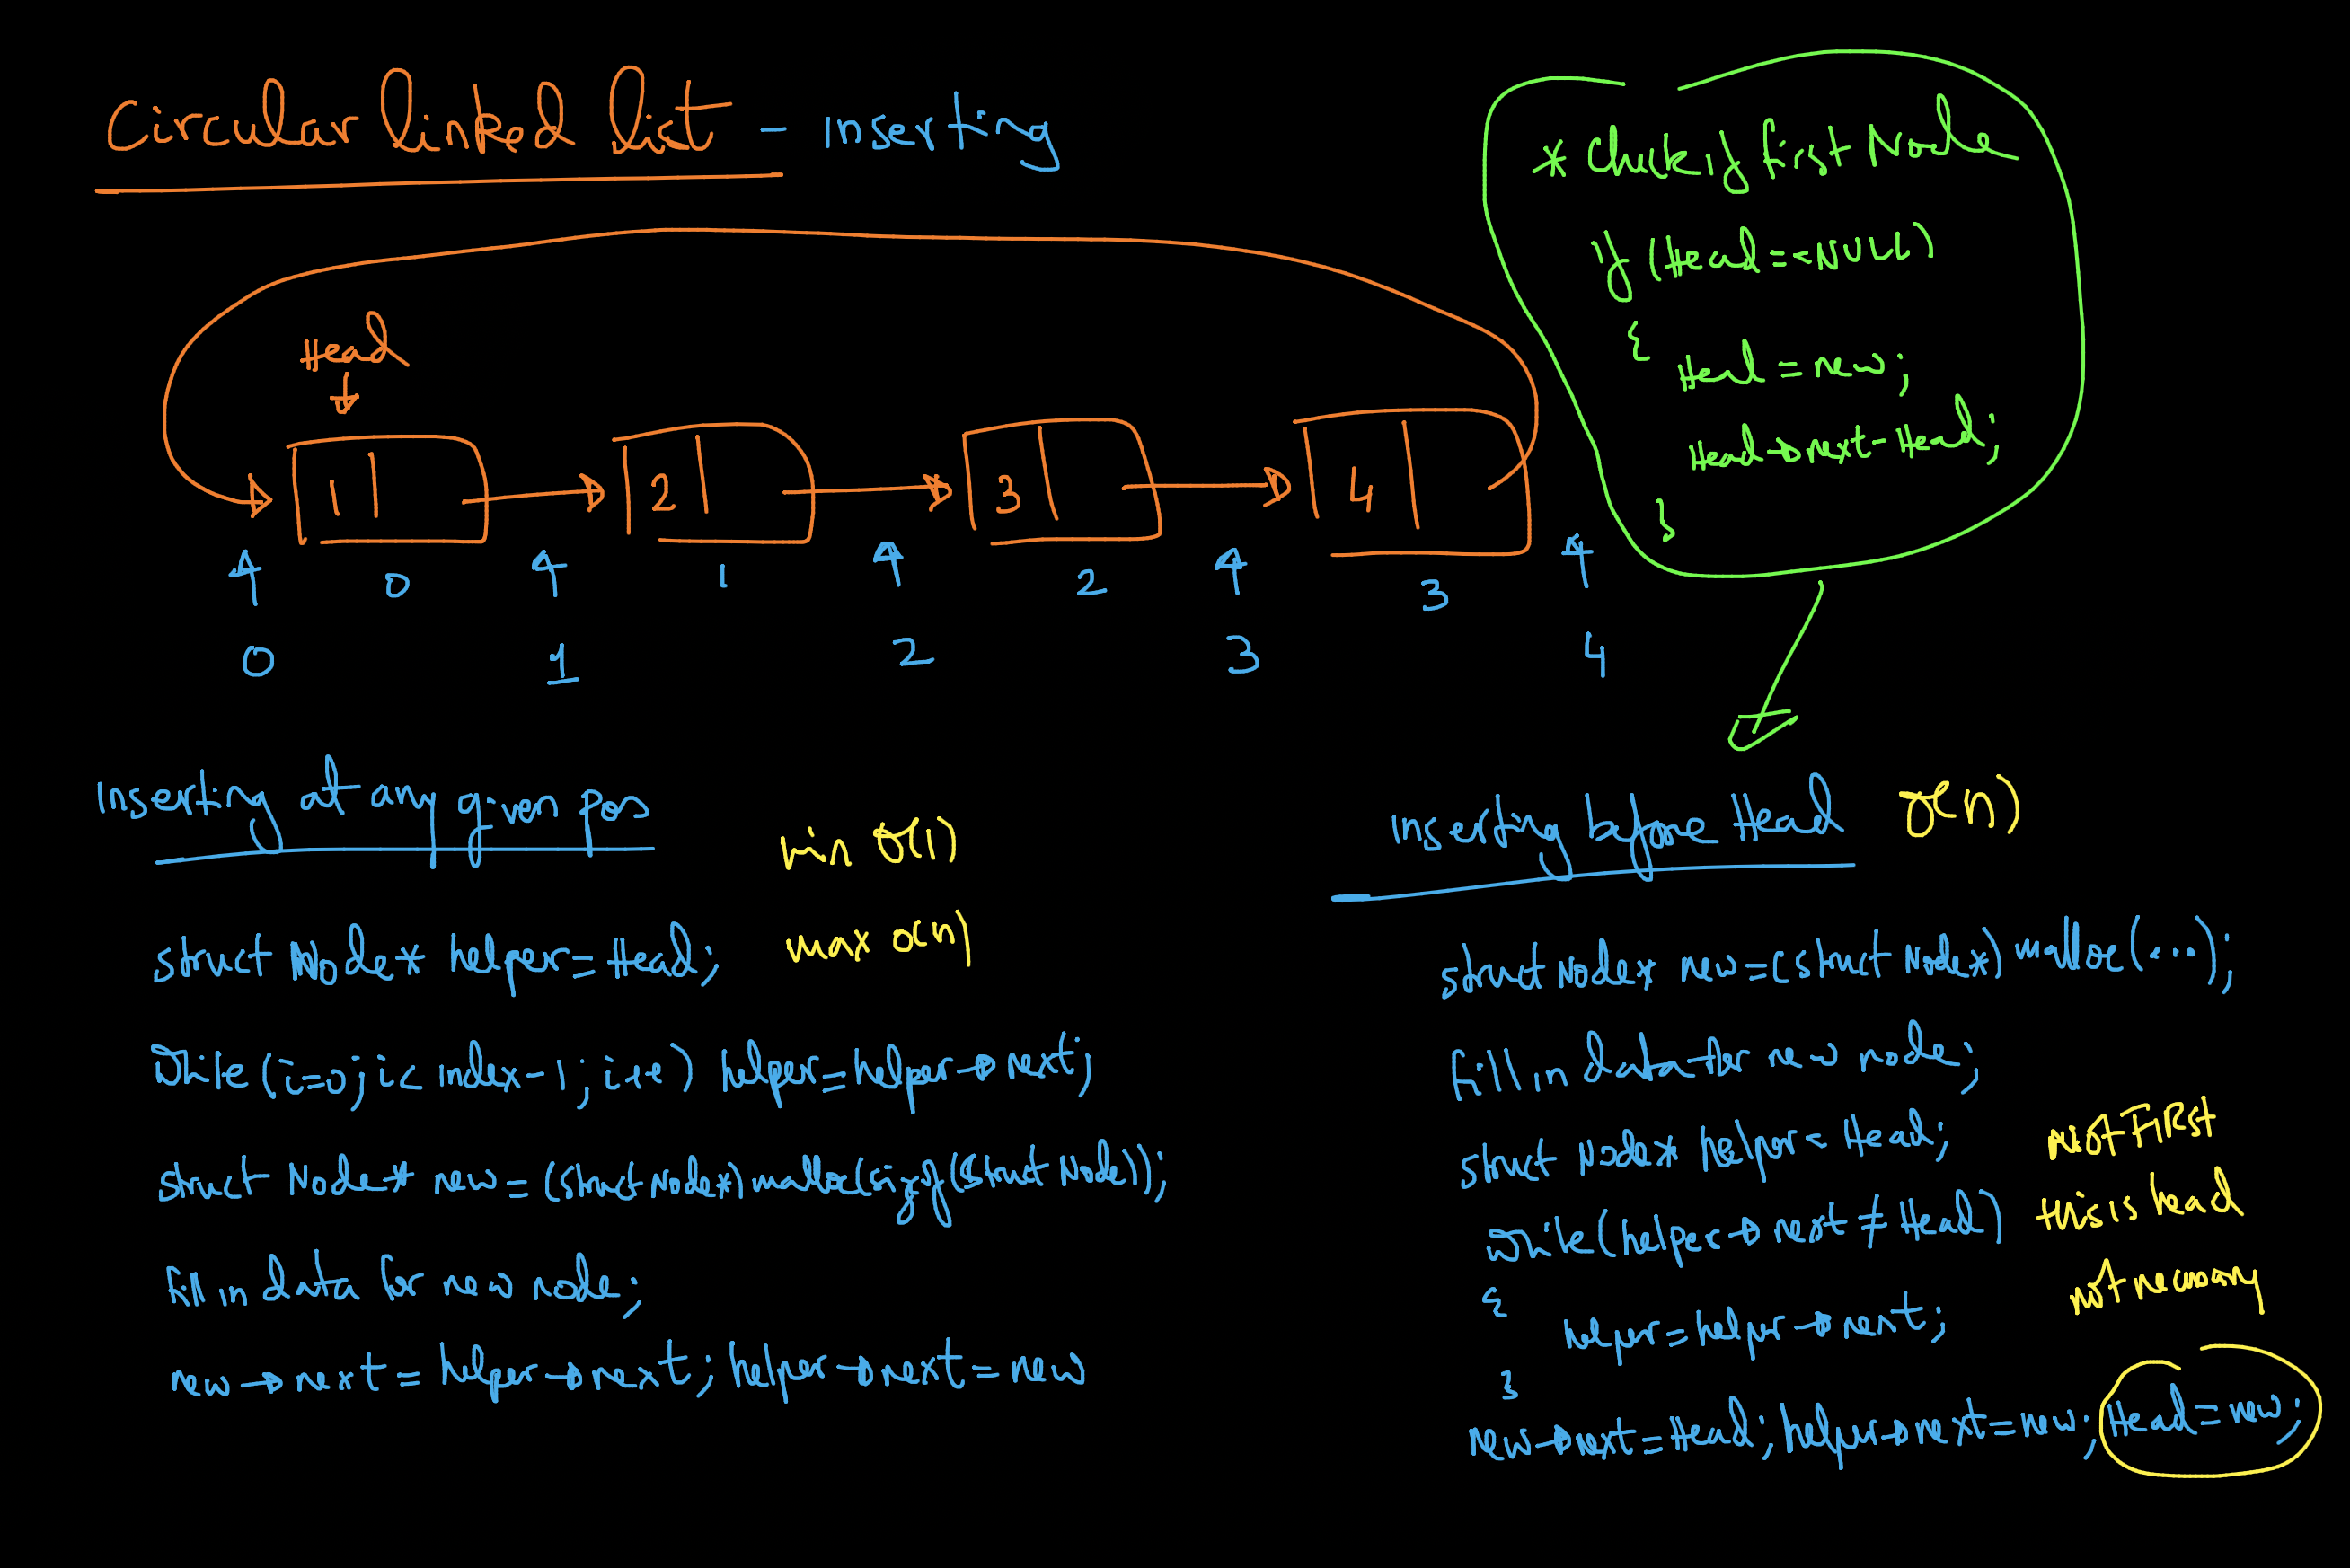 Circular linked list - inserting
* Check if first Node
if (Head==NULL)
{
Head = new;
Head→next=Head;
}
Head
1 2 3 4
0 1 2 3
0 1 2 3 4
Inserting at any given pos
min O(1)
max O(n)
struct Node* helper=Head;
while (i=0; i< index-1; i++) helper=helper→next;
struct Node* new = (struct Node*) malloc(sizeof(struct Node));
fill in data for new node;
new→next = helper→next; helper→next = new
Inserting before Head O(n)
struct Node* new=(struct Node*) malloc(...);
fill in data for new node;
struct Node* helper= Head;
while (helper→next ≠ Head)
{
helper=helper→next;
}
new→next=Head; helper→next=new; Head=new;
Not FIRST
this is head
not necessary